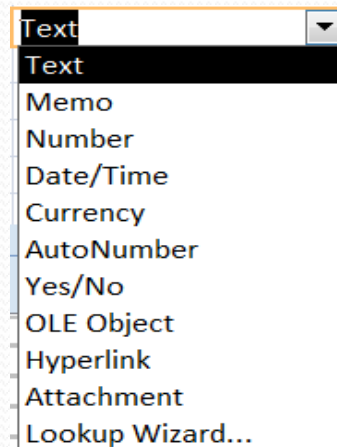 Text
Text
Memo
Number
Date/Time
Currency
AutoNumber
Yes/No
OLE Object
Hyperlink
Attachment
Lookup Wizard...